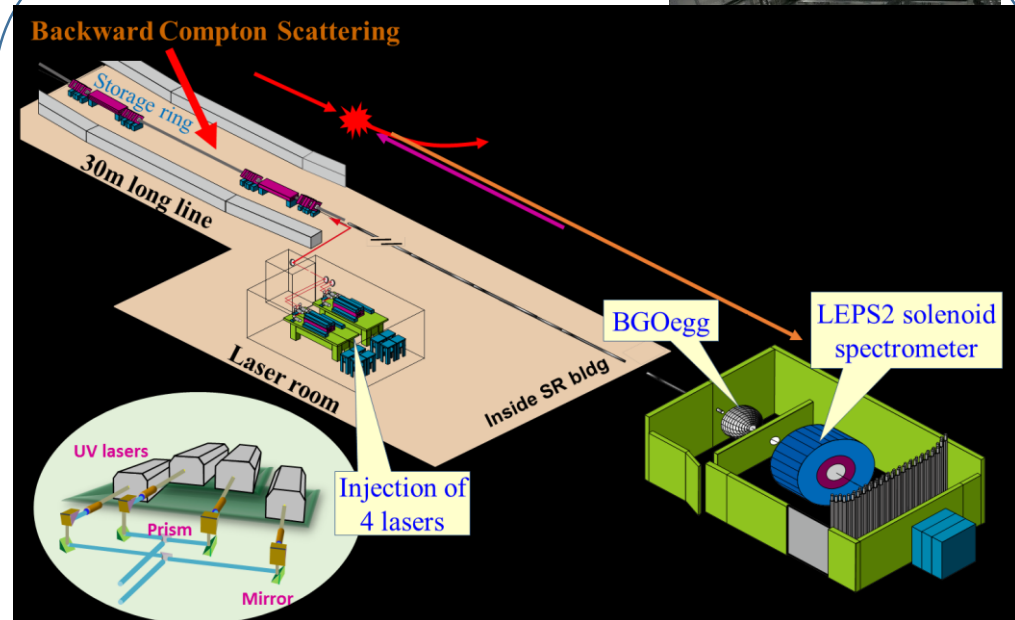 Backward Compton Scattering
Storage ring
30m long line
BGOegg
LEPS2 solenoid
spectrometer
Laser room
Inside SR bldg
UV lasers
Injection of
4 lasers
Prism
Mirror